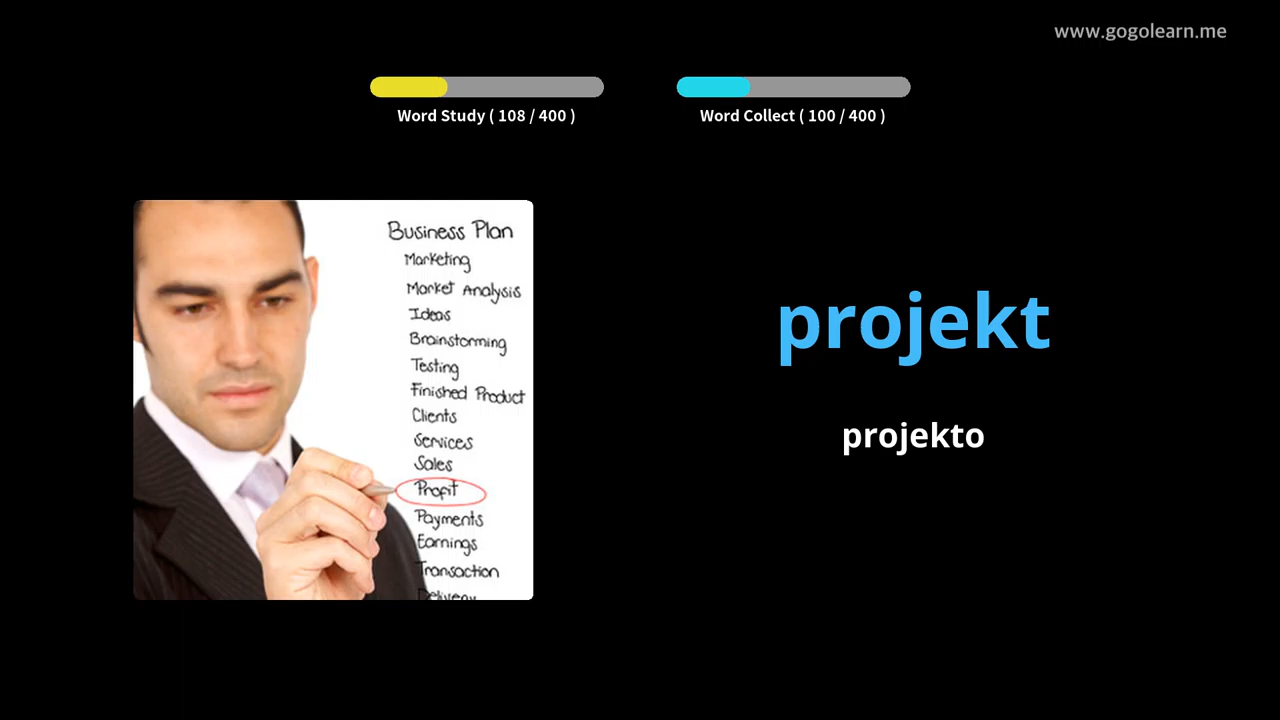 www.gogolearn.me
Word Study ( 108 / 400 )
Word Collect ( 100 / 400 )
Business Plan
Marketing
Market Analysis
Ideas
Brainstorming
Testing
Finished Product
Clients
Services
Sales
Profit
Payments
Earnings
Transaction
Delivery
projekt
projekto